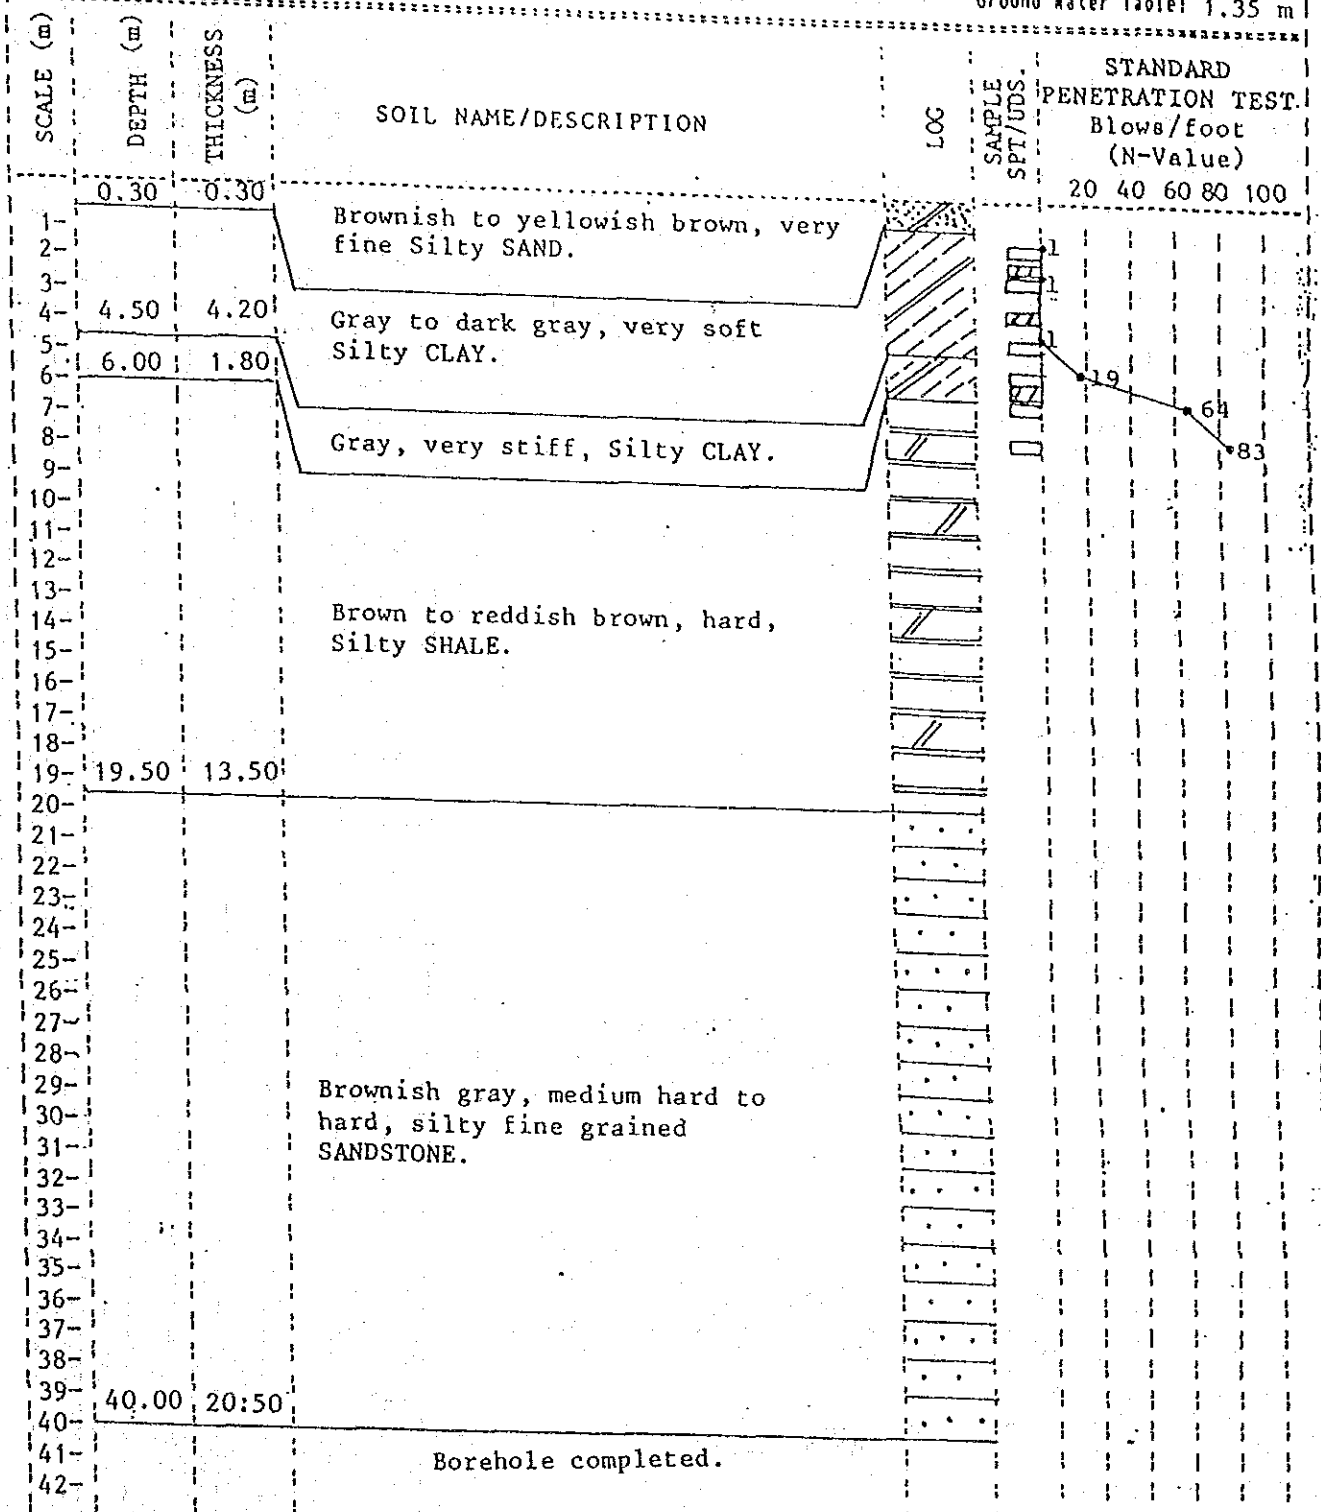 Ground Water Table: 1.35 m
SCALE (m)
DEPTH (m)
THICKNESS (m)
SOIL NAME/DESCRIPTION
LOG
SAMPLE SPT/UDS.
STANDARD
PENETRATION TEST.
Blows/foot
(N-Value)
20 40 60 80 100
0.30 0.30
Brownish to yellowish brown, very
fine Silty SAND.
1-
2-
3-
4-
4.50 4.20
Gray to dark gray, very soft
Silty CLAY.
5-
6.00 1.80
6-
7-
8-
Gray, very stiff, Silty CLAY.
9-
1
1
1
19
64
83
10-
11-
12-
13-
14-
Brown to reddish brown, hard,
Silty SHALE.
15-
16-
17-
18-
19-
19.50 13.50
20-
21-
22-
23-
24-
25-
26-
27-
28-
29-
Brownish gray, medium hard to
hard, silty fine grained
SANDSTONE.
30-
31-
32-
33-
34-
35-
36-
37-
38-
39-
40.00 20:50
40-
41-
Borehole completed.
42-